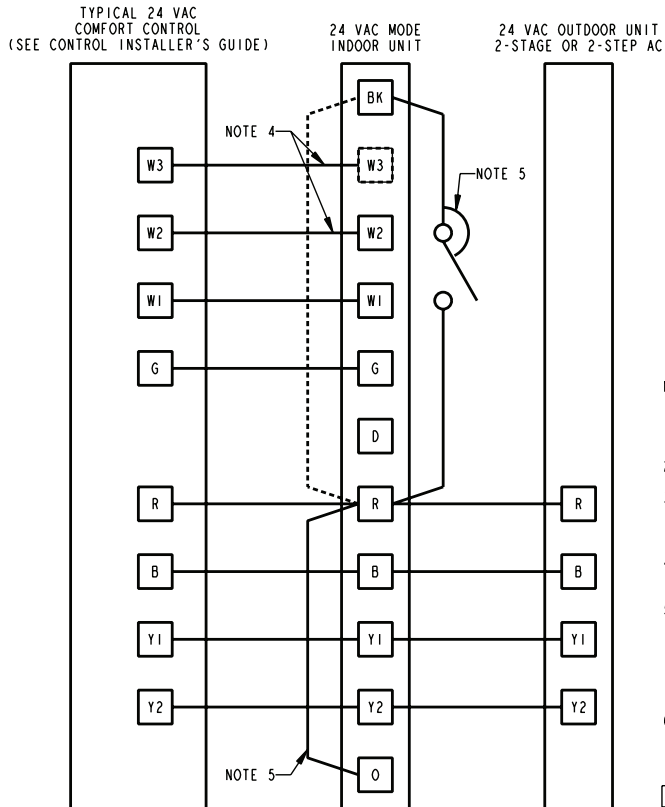 TYPICAL 24 VAC
COMFORT CONTROL
(SEE CONTROL INSTALLER'S GUIDE)
24 VAC MODE
INDOOR UNIT
24 VAC OUTDOOR UNIT
2-STAGE OR 2-STEP AC
BK
NOTE 4
W3
W3
NOTE 5
W2
W2
W1
W1
G
G
D
R
R
R
B
B
B
Y1
Y1
Y1
Y2
Y2
Y2
NOTE 5
O